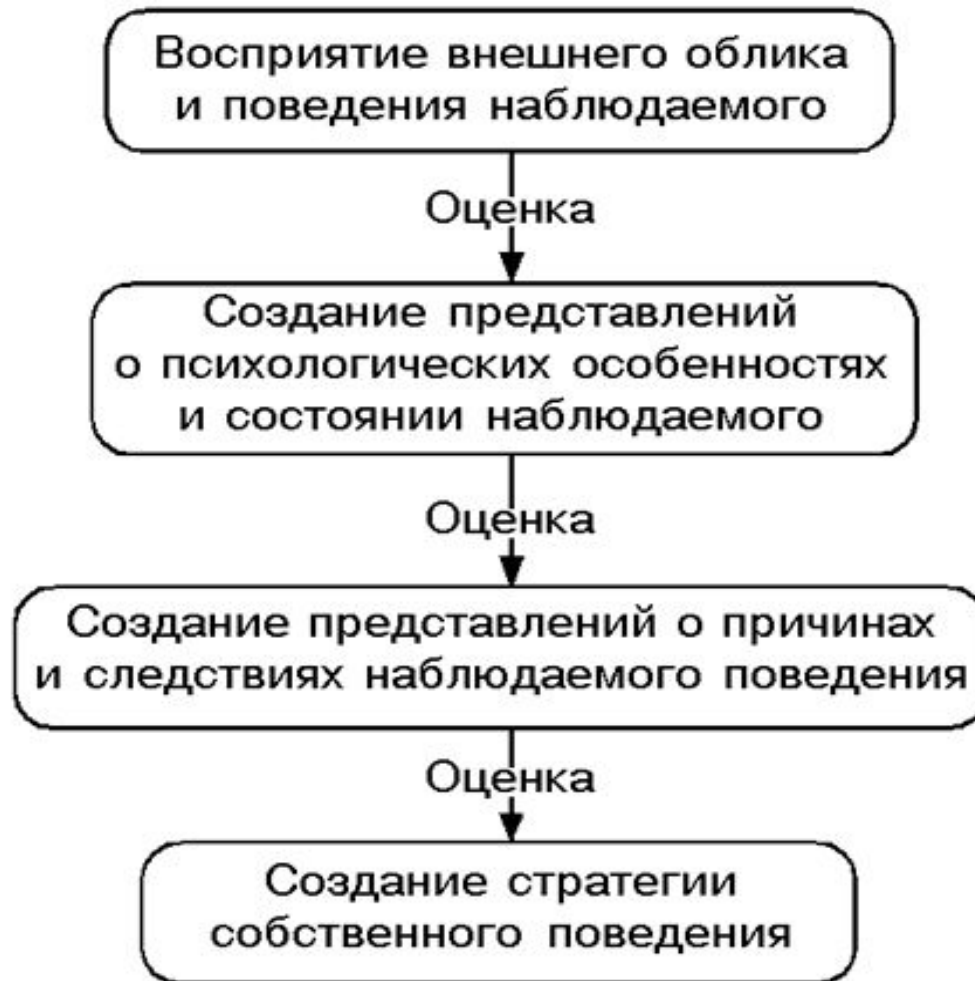 Восприятие внешнего облика
и поведения наблюдаемого
Оценка
Создание представлений
о психологических особенностях
и состоянии наблюдаемого
Оценка
Создание представлений о причинах
и следствиях наблюдаемого поведения
Оценка
Создание стратегии
собственного поведения